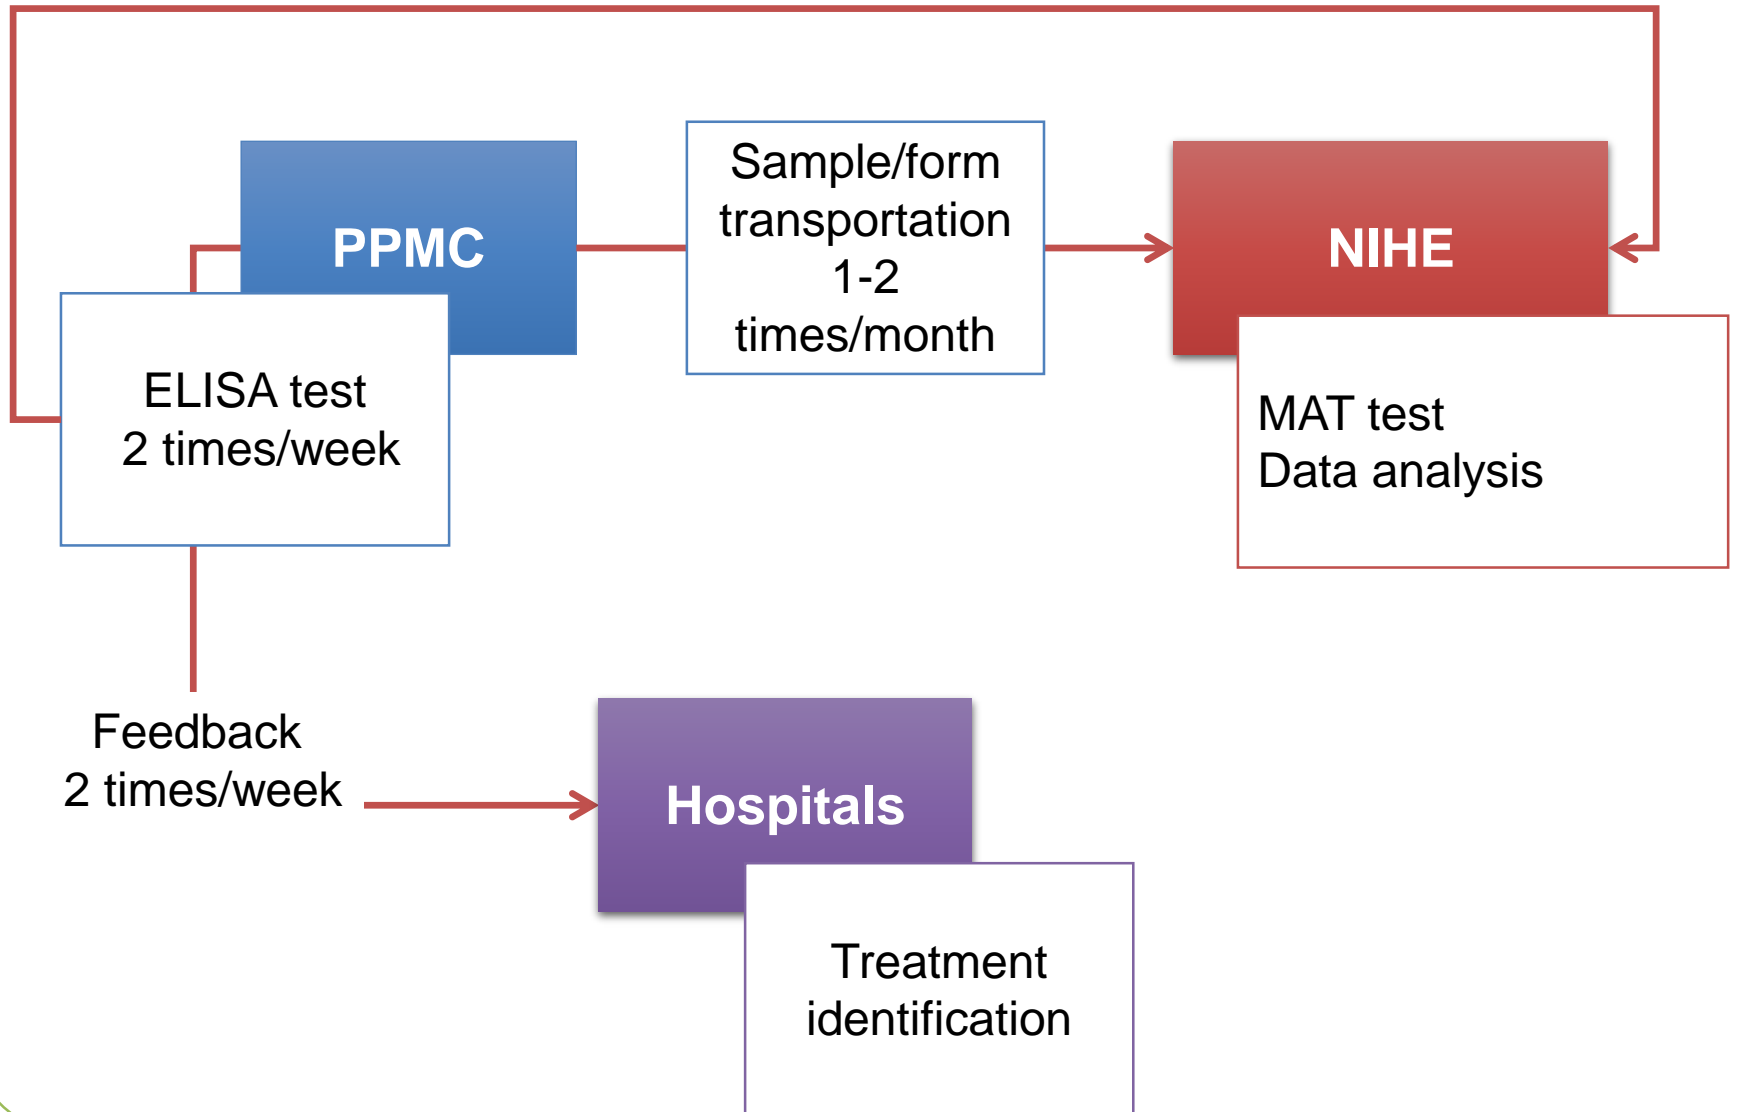 PPMC
Sample/form
transportation
1-2
times/month
NIHE
ELISA test
2 times/week
MAT test
Data analysis
Feedback
2 times/week
Hospitals
Treatment
identification